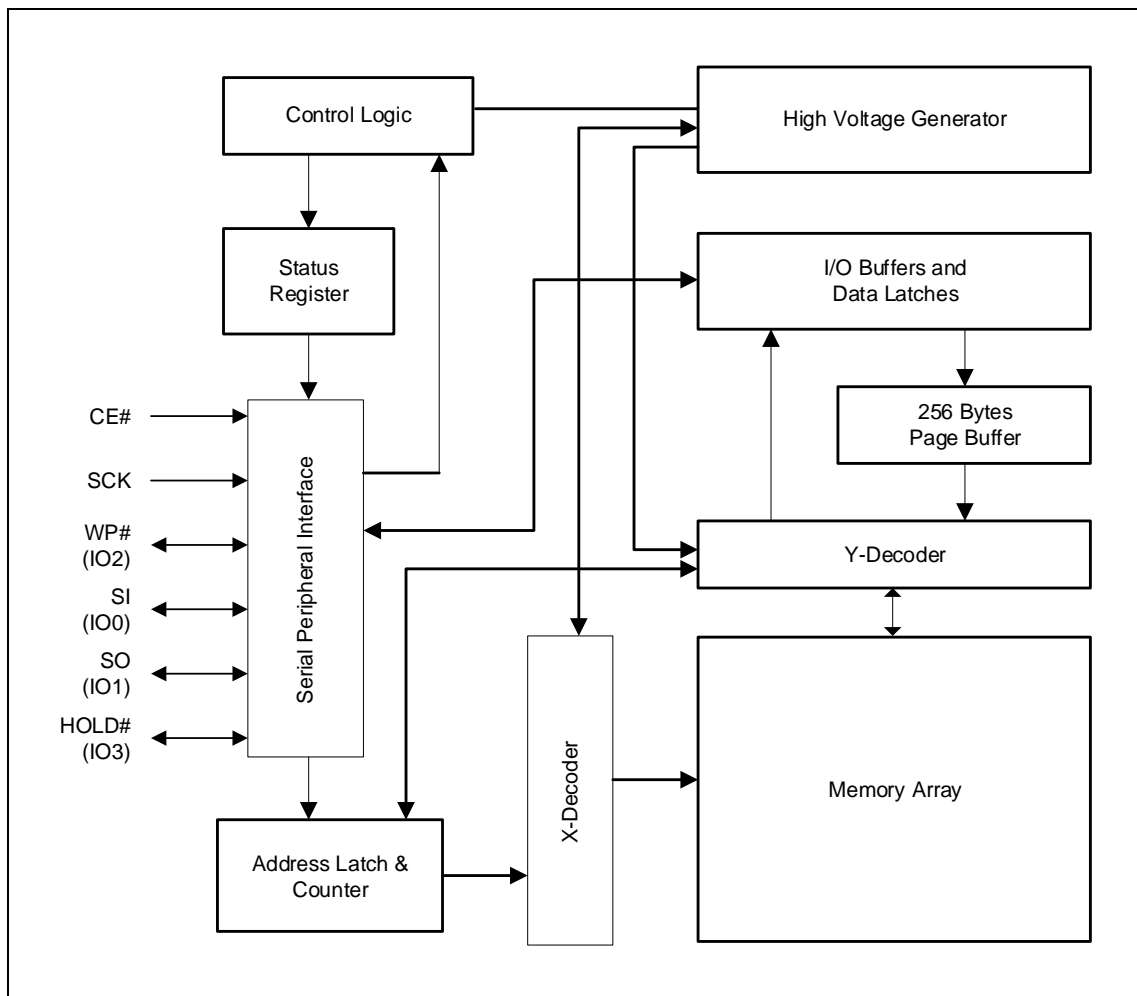 Control Logic
High Voltage Generator
Status
Register
I/O Buffers and
Data Latches
256 Bytes
Page Buffer
CE#
SCK
WP#
(IO2)
SI
(IO0)
SO
(IO1)
HOLD#
(IO3)
Serial Peripheral Interface
Y-Decoder
X-Decoder
Memory Array
Address Latch &
Counter